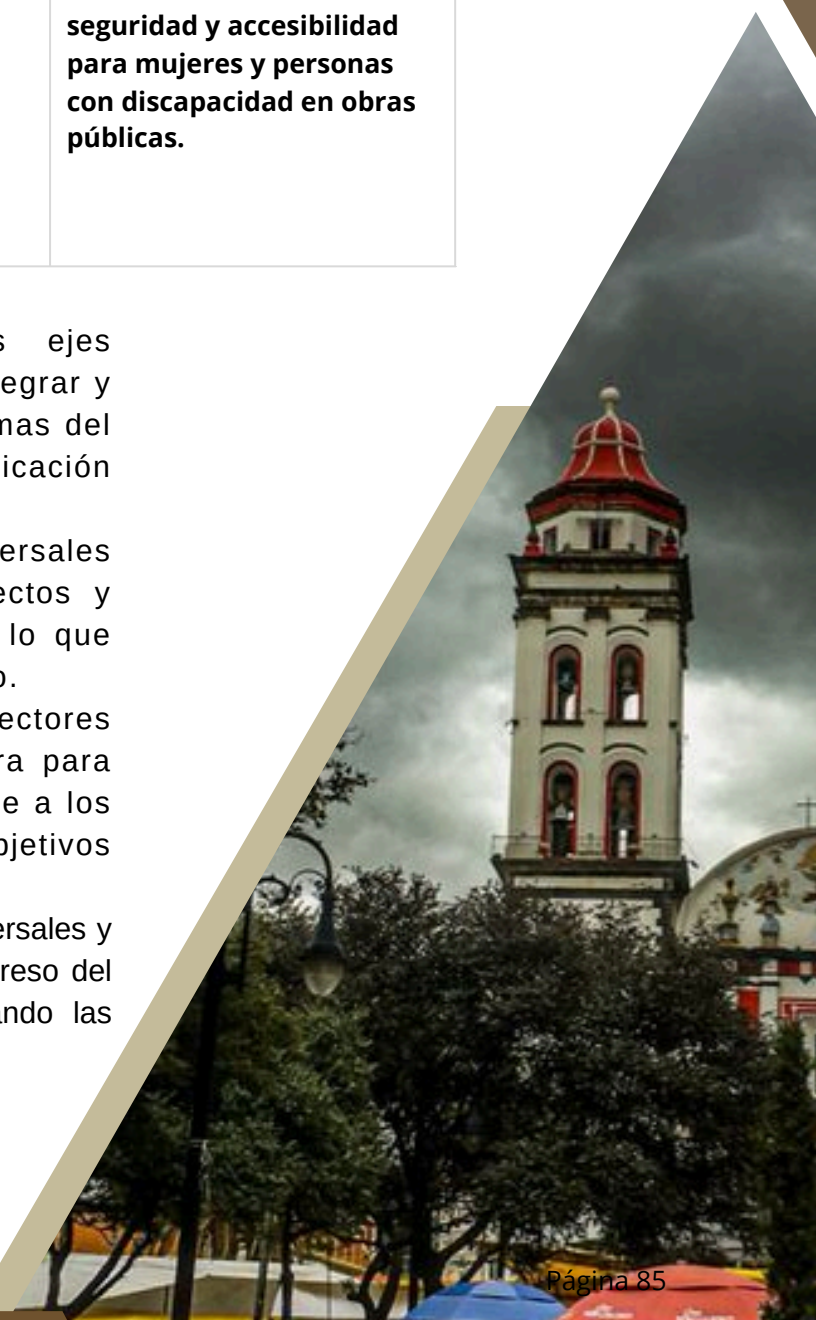 seguridad y accesibilidad
para mujeres y personas
con discapacidad en obras
públicas.
s ejes
egrar y
mas del
icación
ersales
ectos y
lo que
o.
ectores
ra para
e a los
bjetivos
ersales y
reso del
ando las
Página 85